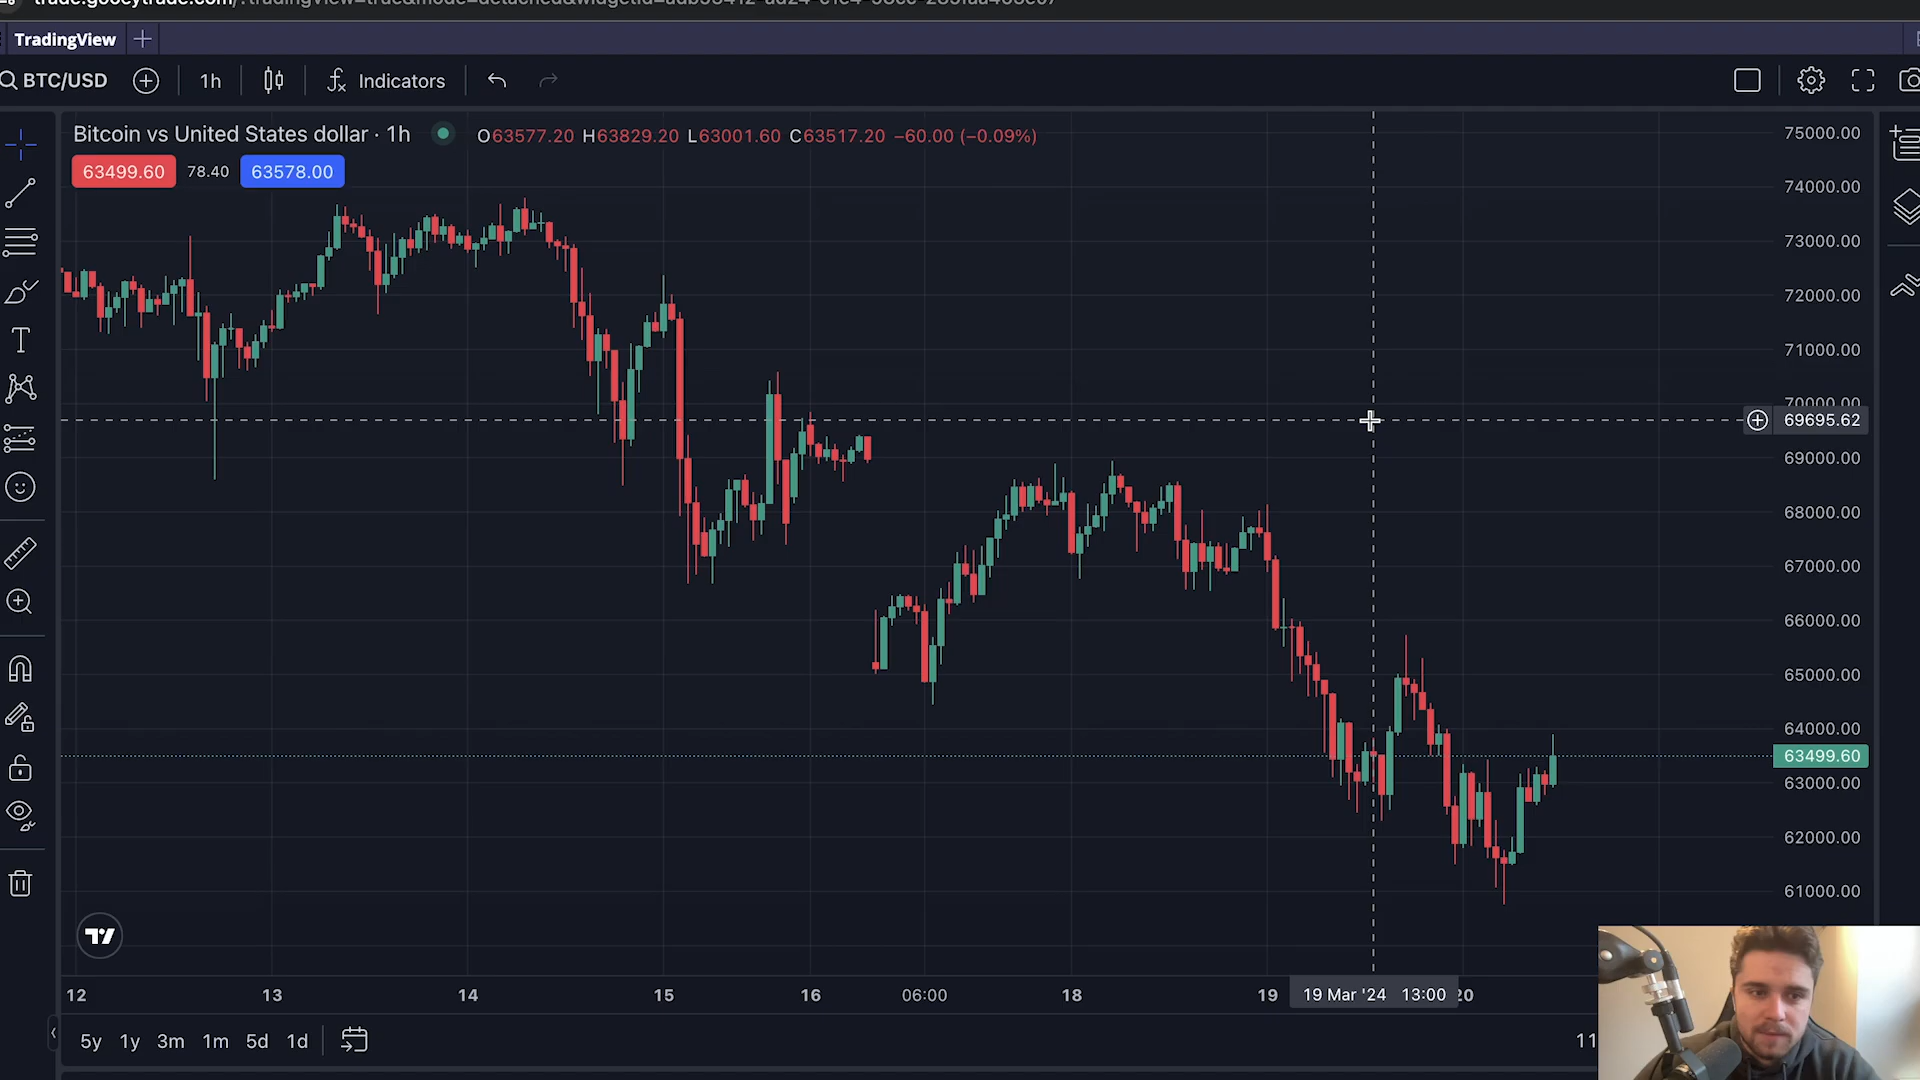 TradingView
BTC/USD 1h Indicators
Bitcoin vs United States dollar · 1h O63577.20 H63829.20 L63001.60 C63517.20 −60.00 (−0.09%)
63499.60 78.40 63578.00
75000.00
74000.00
73000.00
72000.00
71000.00
70000.00
69695.62
69000.00
68000.00
67000.00
66000.00
65000.00
64000.00
63499.60
63000.00
62000.00
61000.00
12 13 14 15 16 06:00 18 19 19 Mar '24 13:00 20
5y 1y 3m 1m 5d 1d 11